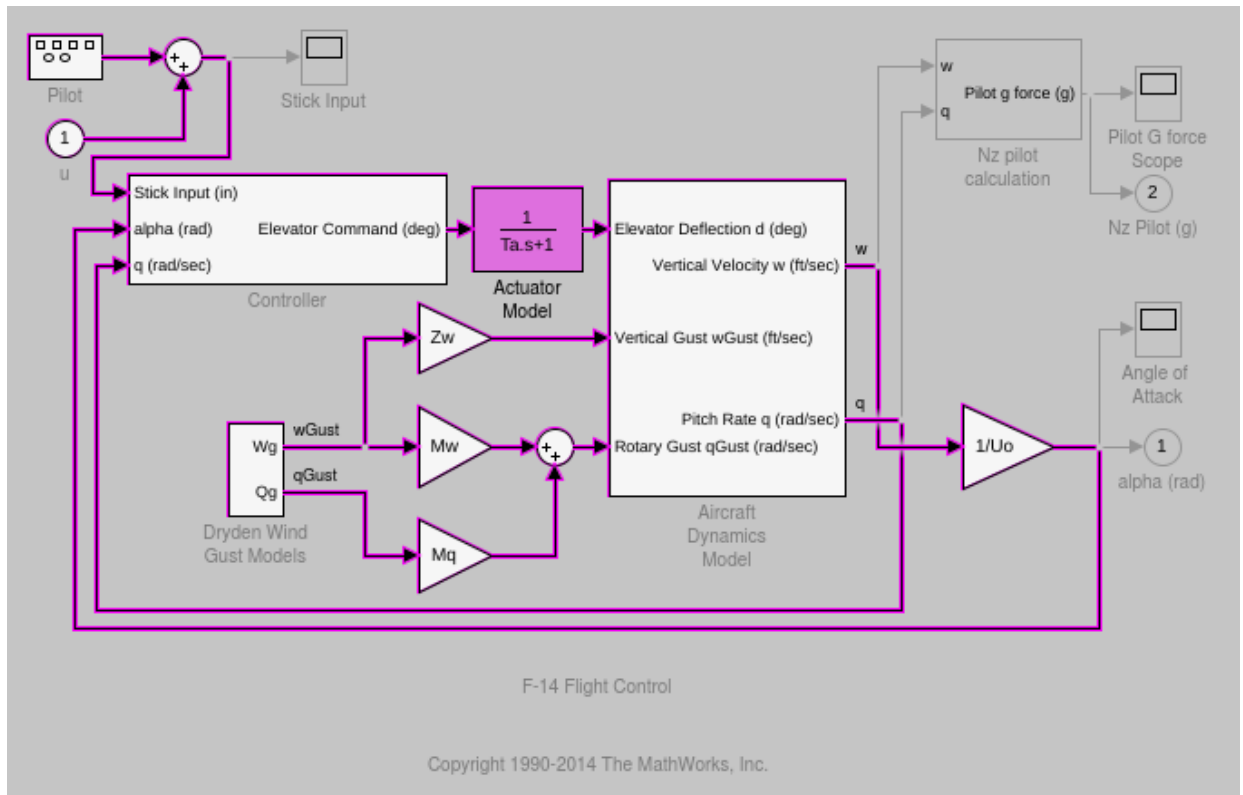 Pilot
Stick Input
1
u
w
q
Pilot g force (g)
Nz pilot
calculation
Pilot G force
Scope
2
Nz Pilot (g)
Stick Input (in)
alpha (rad)
q (rad/sec)
Elevator Command (deg)
Controller
1
Ta.s+1
Actuator
Model
Elevator Deflection d (deg)
Vertical Velocity w (ft/sec)
Vertical Gust wGust (ft/sec)
Pitch Rate q (rad/sec)
Rotary Gust qGust (rad/sec)
Aircraft
Dynamics
Model
w
q
Zw
Mw
Mq
Wg
Qg
wGust
qGust
Dryden Wind
Gust Models
1/Uo
Angle of
Attack
1
alpha (rad)
F-14 Flight Control
Copyright 1990-2014 The MathWorks, Inc.